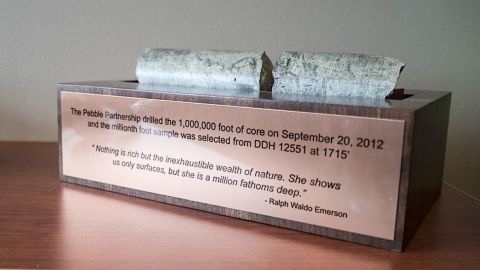 The Pebble Partnership drilled the 1,000,000 foot of core on September 20, 2012
and the millionth foot sample was selected from DDH 12551 at 1715'
" Nothing is rich but the inexhaustible wealth of nature. She shows
us only surfaces, but she is a million fathoms deep."
- Ralph Waldo Emerson